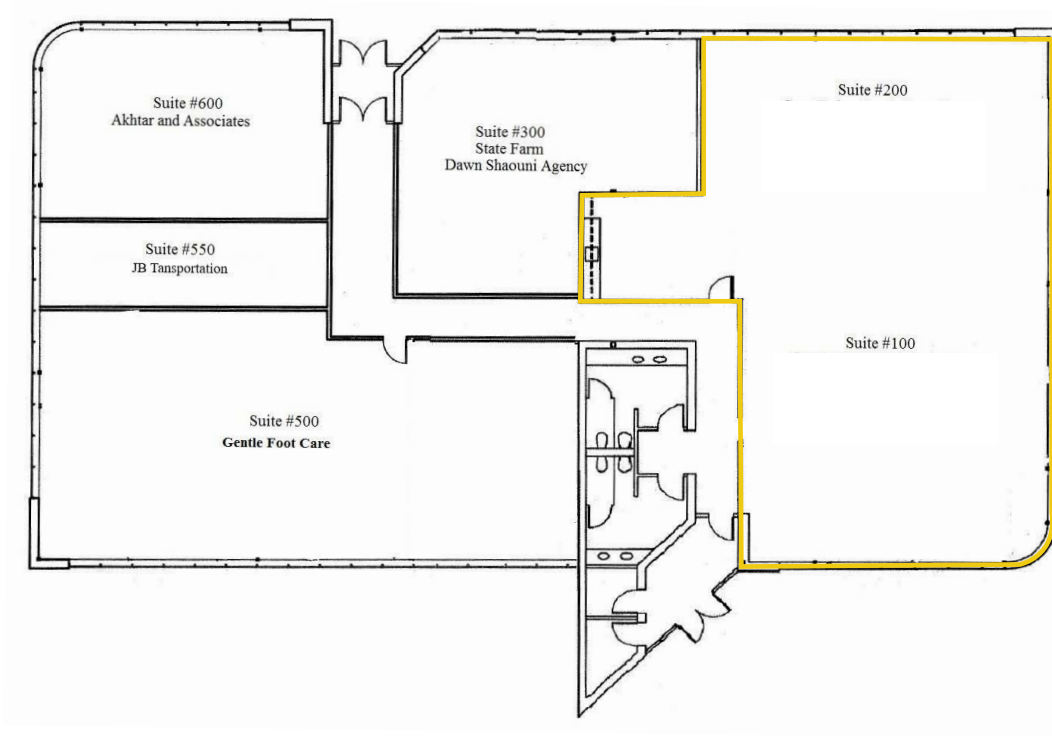 Suite #600
Akhtar and Associates
Suite #300
State Farm
Dawn Shaouni Agency
Suite #200
Suite #550
JB Tansportation
Suite #100
Suite #500
Gentle Foot Care